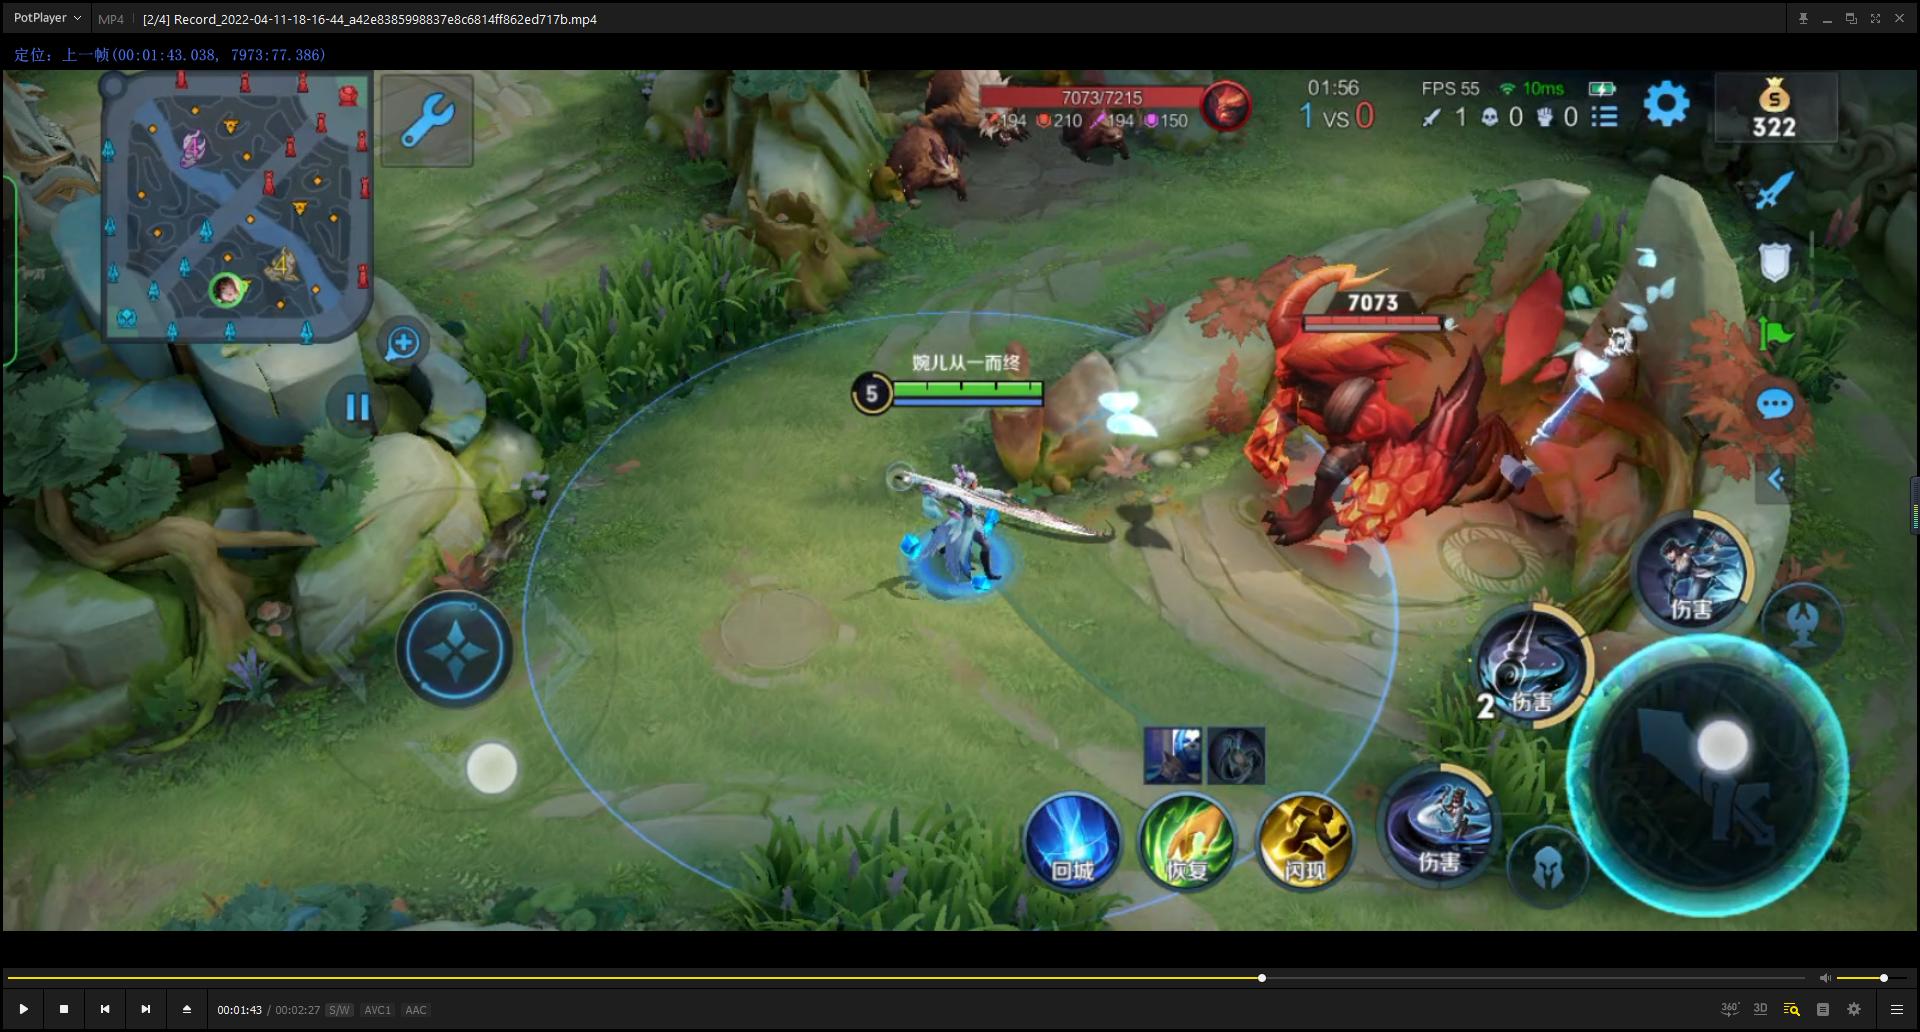 PotPlayer
MP4
[2/4] Record_2022-04-11-18-16-44_a42e8385998837e8c6814ff862ed717b.mp4
定位: 上一帧(00:01:43.038, 7973:77.386)
4
4
7073/7215
194 210 194 150
01:56
1 VS 0
FPS 55
10ms
1 0 0
S
322
7073
婉儿从一而终
5
伤害
2
伤害
伤害
回城
恢复
闪现
00:01:43 / 00:02:27 S/W AVC1 AAC
360°
3D